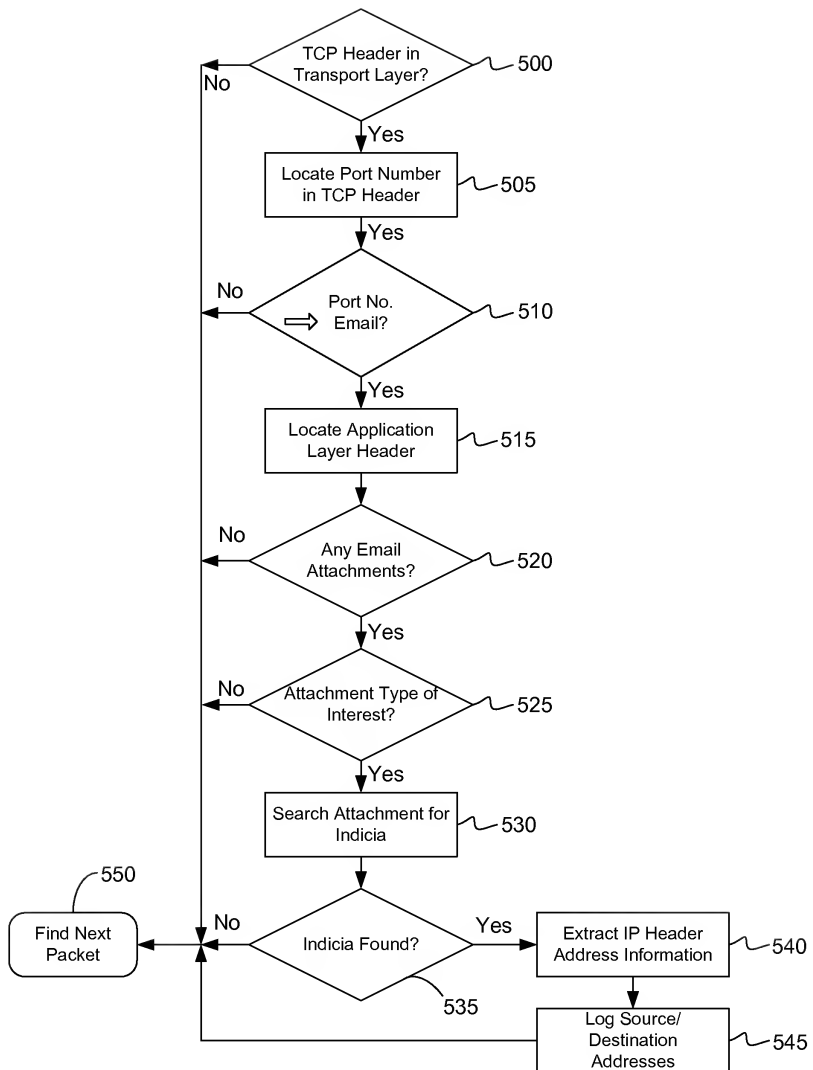 TCP Header in
Transport Layer?
500
No
Yes
Locate Port Number
in TCP Header
505
Yes
No
Port No.
Email?
510
Yes
Locate Application
Layer Header
515
No
Any Email
Attachments?
520
Yes
No
Attachment Type of
Interest?
525
Yes
Search Attachment for
Indicia
530
550
Find Next
Packet
No
Indicia Found?
535
Yes
Extract IP Header
Address Information
540
Log Source/
Destination
Addresses
545